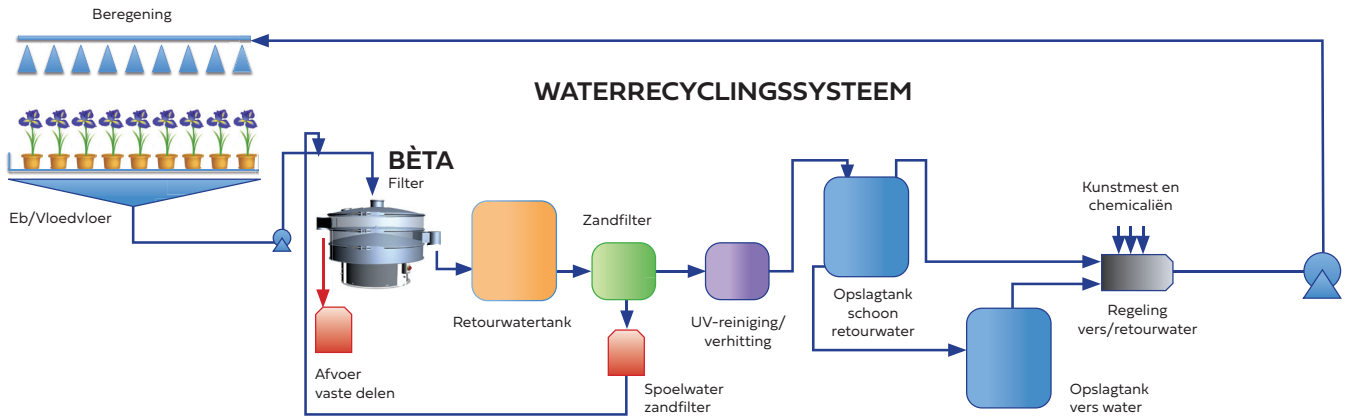 Beregening
WATERRECYCLINGSSYSTEEM
BÈTA
Filter
Eb/Vloedvloer
Zandfilter
Kunstmest en
chemicaliën
Retourwatertank
UV-reiniging/
verhitting
Opslagtank
schoon
retourwater
Regeling
vers/retourwater
Afvoer
vaste delen
Spoelwater
zandfilter
Opslagtank
vers water